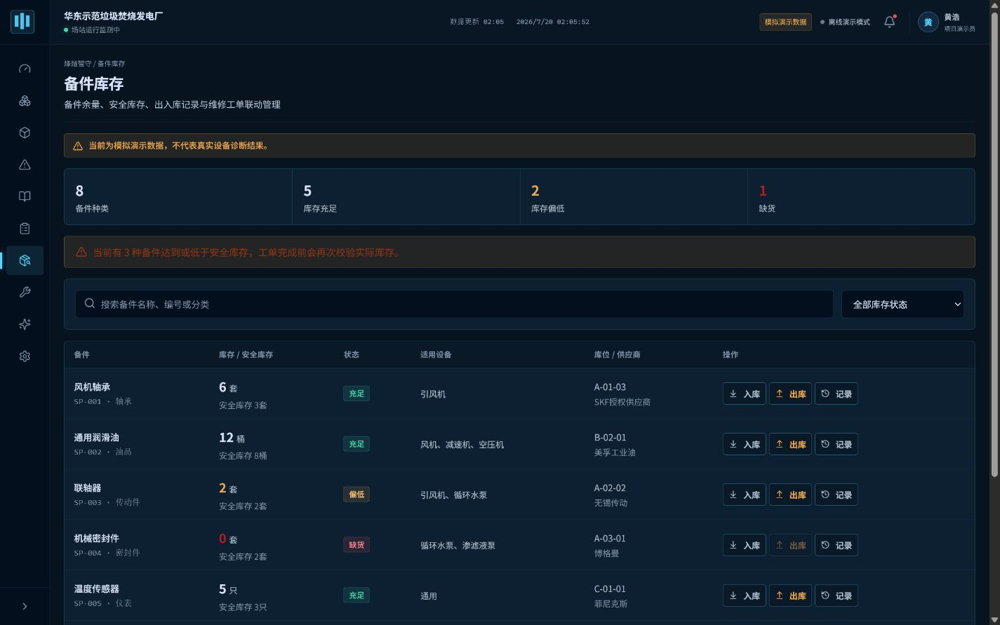 华东示范垃圾焚烧发电厂
场站运行监测中
数据更新 02:05 2026/7/20 02:05:52
模拟演示数据
离线演示模式
黄
黄浩
项目演示员
烽燧智守 / 备件库存
备件库存
备件余量、安全库存、出入库记录与维修工单联动管理
当前为模拟演示数据，不代表真实设备诊断结果。
8
备件种类
5
库存充足
2
库存偏低
1
缺货
当前有 3 种备件达到或低于安全库存，工单完成前会再次校验实际库存。
搜索备件名称、编号或分类
全部库存状态
备件 库存 / 安全库存 状态 适用设备 库位 / 供应商 操作
风机轴承
SP-001 · 轴承
6 套
安全库存 3套
充足
引风机
A-01-03
SKF授权供应商
入库 出库 记录
通用润滑油
SP-002 · 油品
12 桶
安全库存 8桶
充足
风机、减速机、空压机
B-02-01
美孚工业油
入库 出库 记录
联轴器
SP-003 · 传动件
2 套
安全库存 2套
偏低
引风机、循环水泵
A-02-02
无锡传动
入库 出库 记录
机械密封件
SP-004 · 密封件
0 套
安全库存 2套
缺货
循环水泵、渗滤液泵
A-03-01
博格曼
入库 出库 记录
温度传感器
SP-005 · 仪表
5 只
安全库存 3只
充足
通用
C-01-01
菲尼克斯
入库 出库 记录